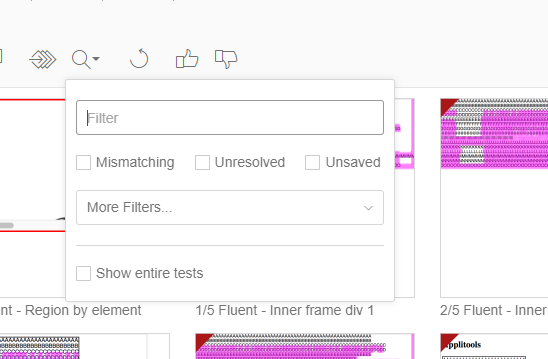 Filter
Mismatching Unresolved Unsaved
More Filters...
Show entire tests
nt - Region by element 1/5 Fluent - Inner frame div 1 2/5 Fluent - Inner
pplitools